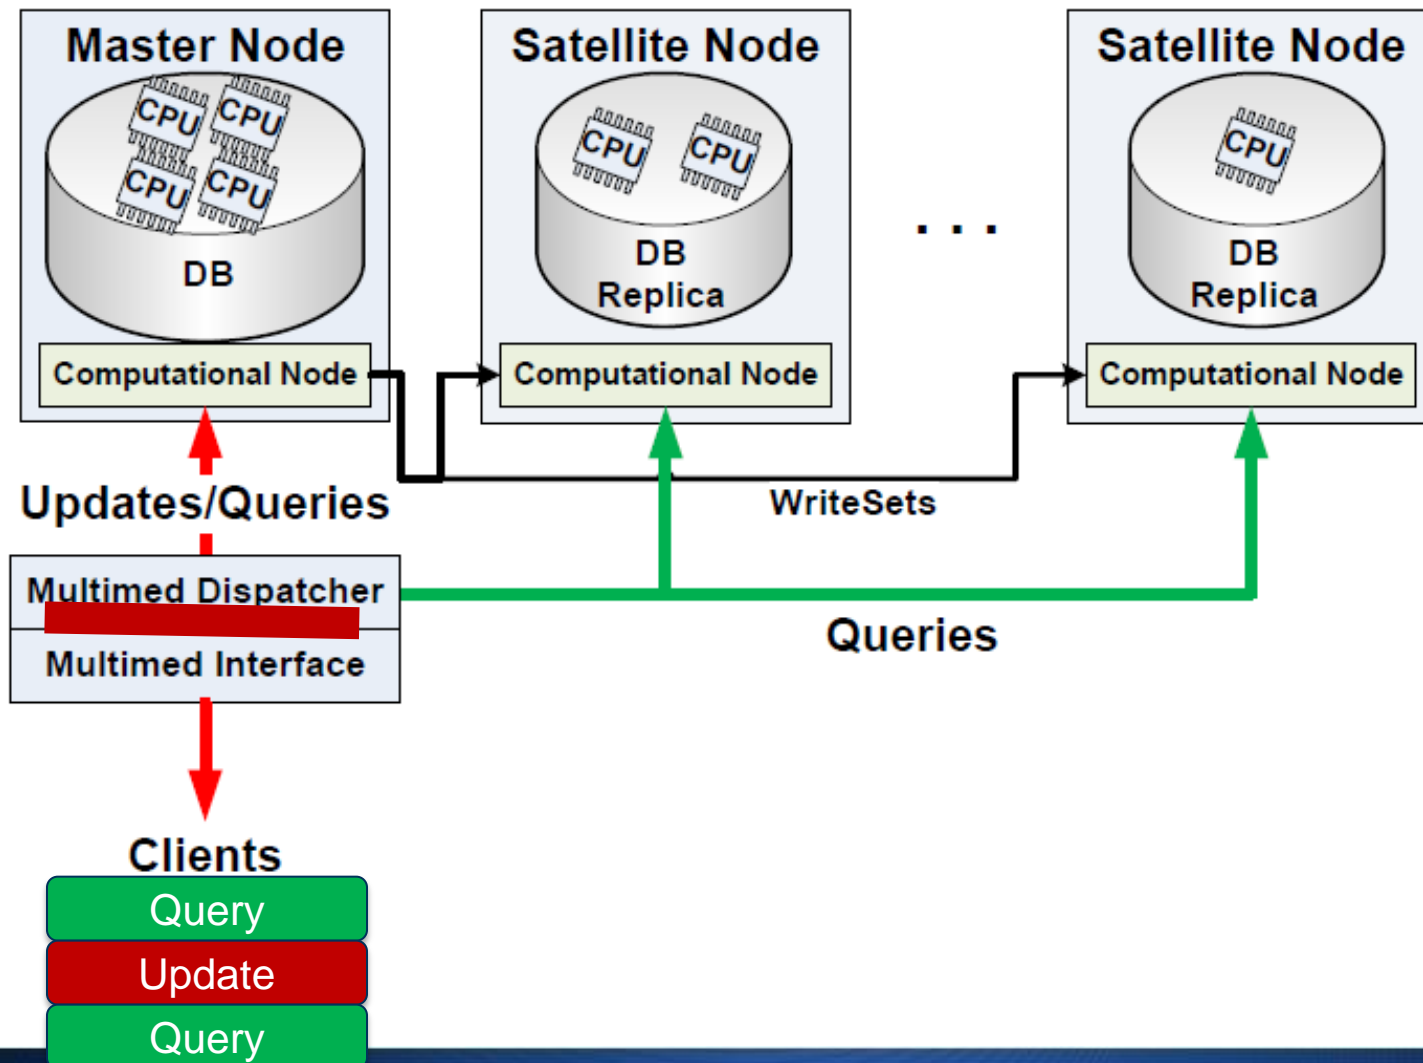 Master Node
CPU
CPU
CPU
CPU
DB
Computational Node
Satellite Node
CPU
CPU
DB
Replica
Computational Node
. . .
Satellite Node
CPU
DB
Replica
Computational Node
Updates/Queries
WriteSets
Multimed Dispatcher
Multimed Interface
Queries
Clients
Query
Update
Query